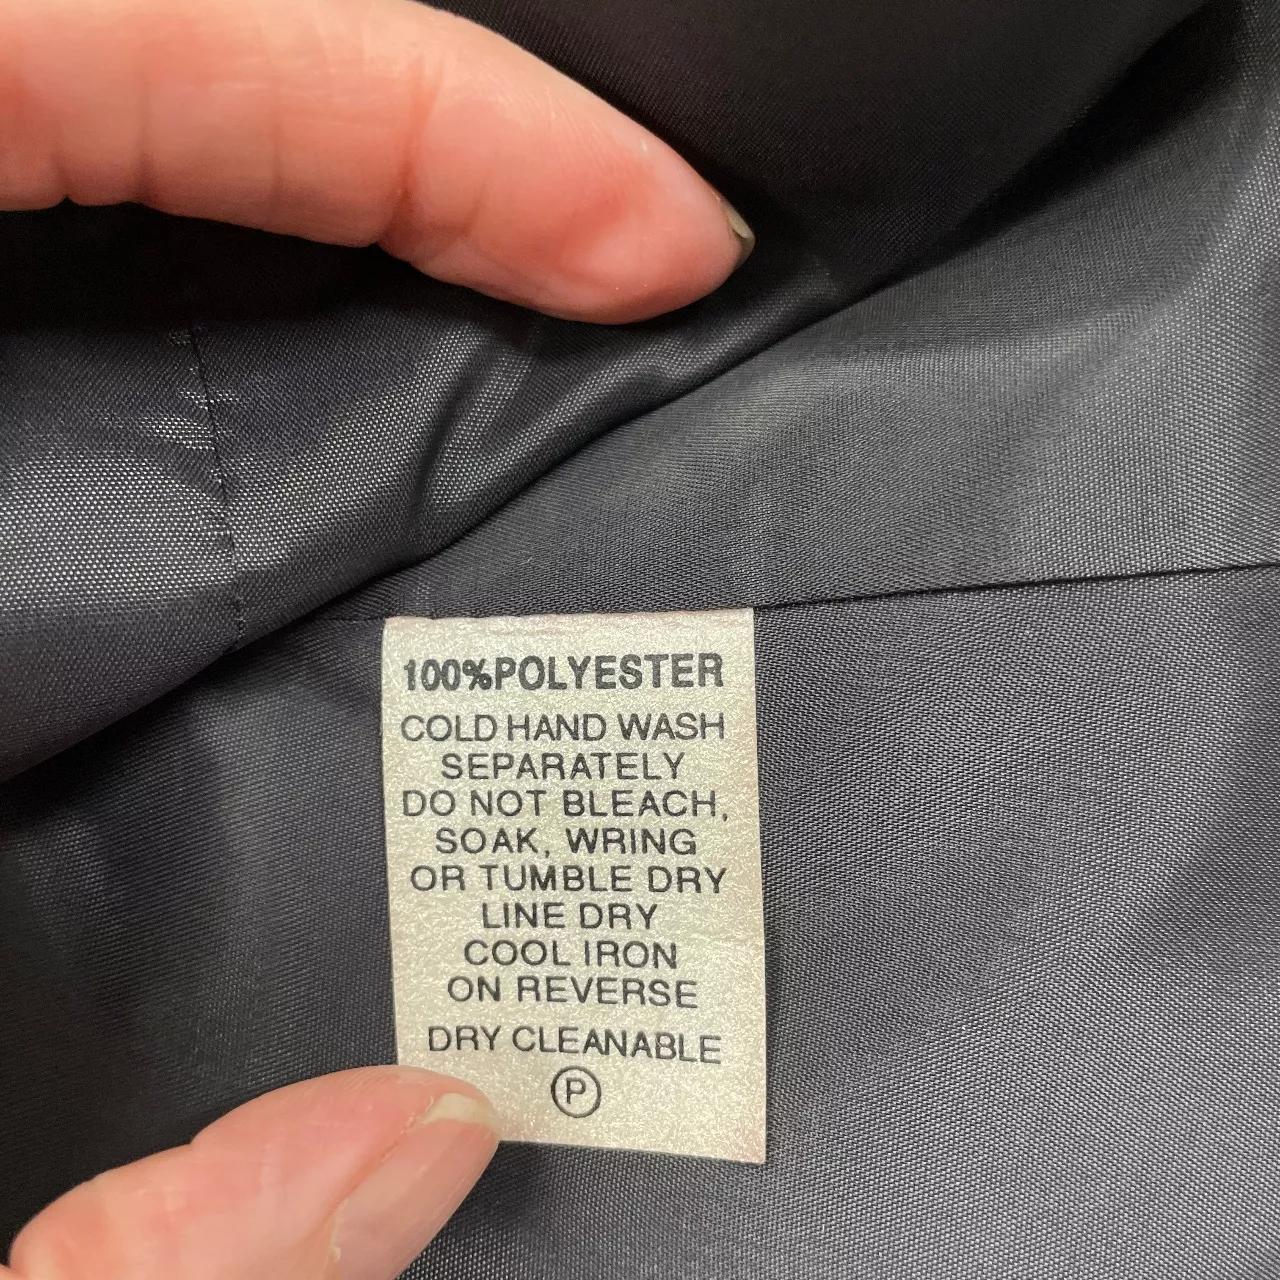 100%POLYESTER
COLD HAND WASH
SEPARATELY
DO NOT BLEACH,
SOAK, WRING
OR TUMBLE DRY
LINE DRY
COOL IRON
ON REVERSE
DRY CLEANABLE
P